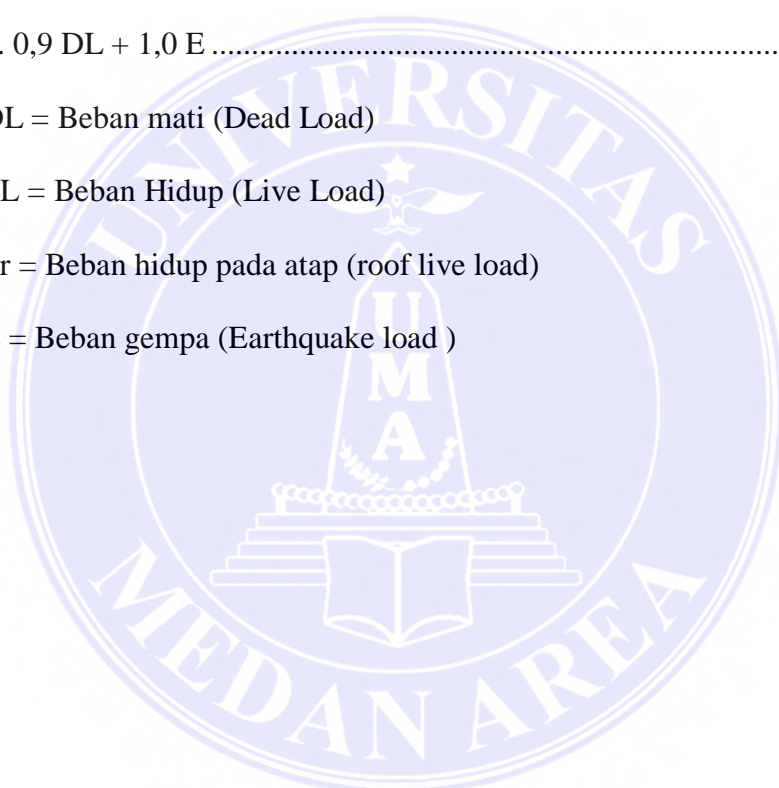 . 0,9 DL + 1,0 E ........................................................................
DL = Beban mati (Dead Load)
L = Beban Hidup (Live Load)
r = Beban hidup pada atap (roof live load)
= Beban gempa (Earthquake load )
UNIVERSITAS
UMA
MEDAN AREA